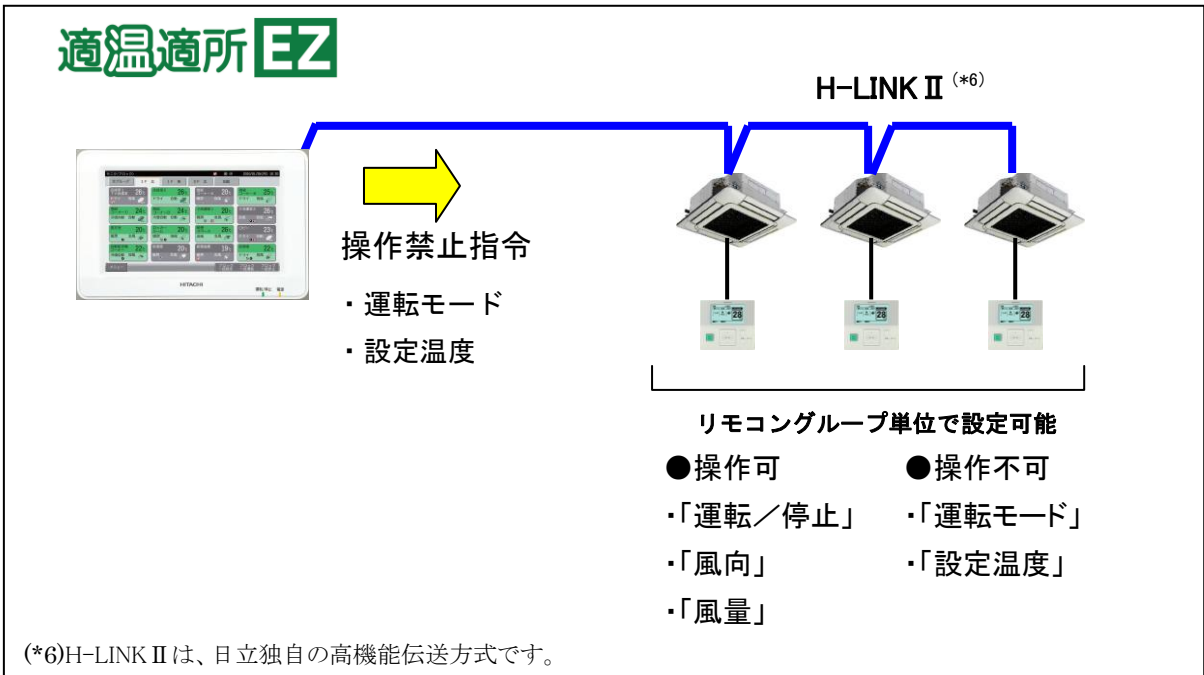 適温適所EZ
H-LINKⅡ(*6)
HITACHI
操作禁止指令
・運転モード
・設定温度
28
28
28
リモコングループ単位で設定可能
●操作可
●操作不可
・「運転／停止」
・「運転モード」
・「風向」
・「設定温度」
・「風量」
(*6)H-LINKⅡは、日立独自の高機能伝送方式です。